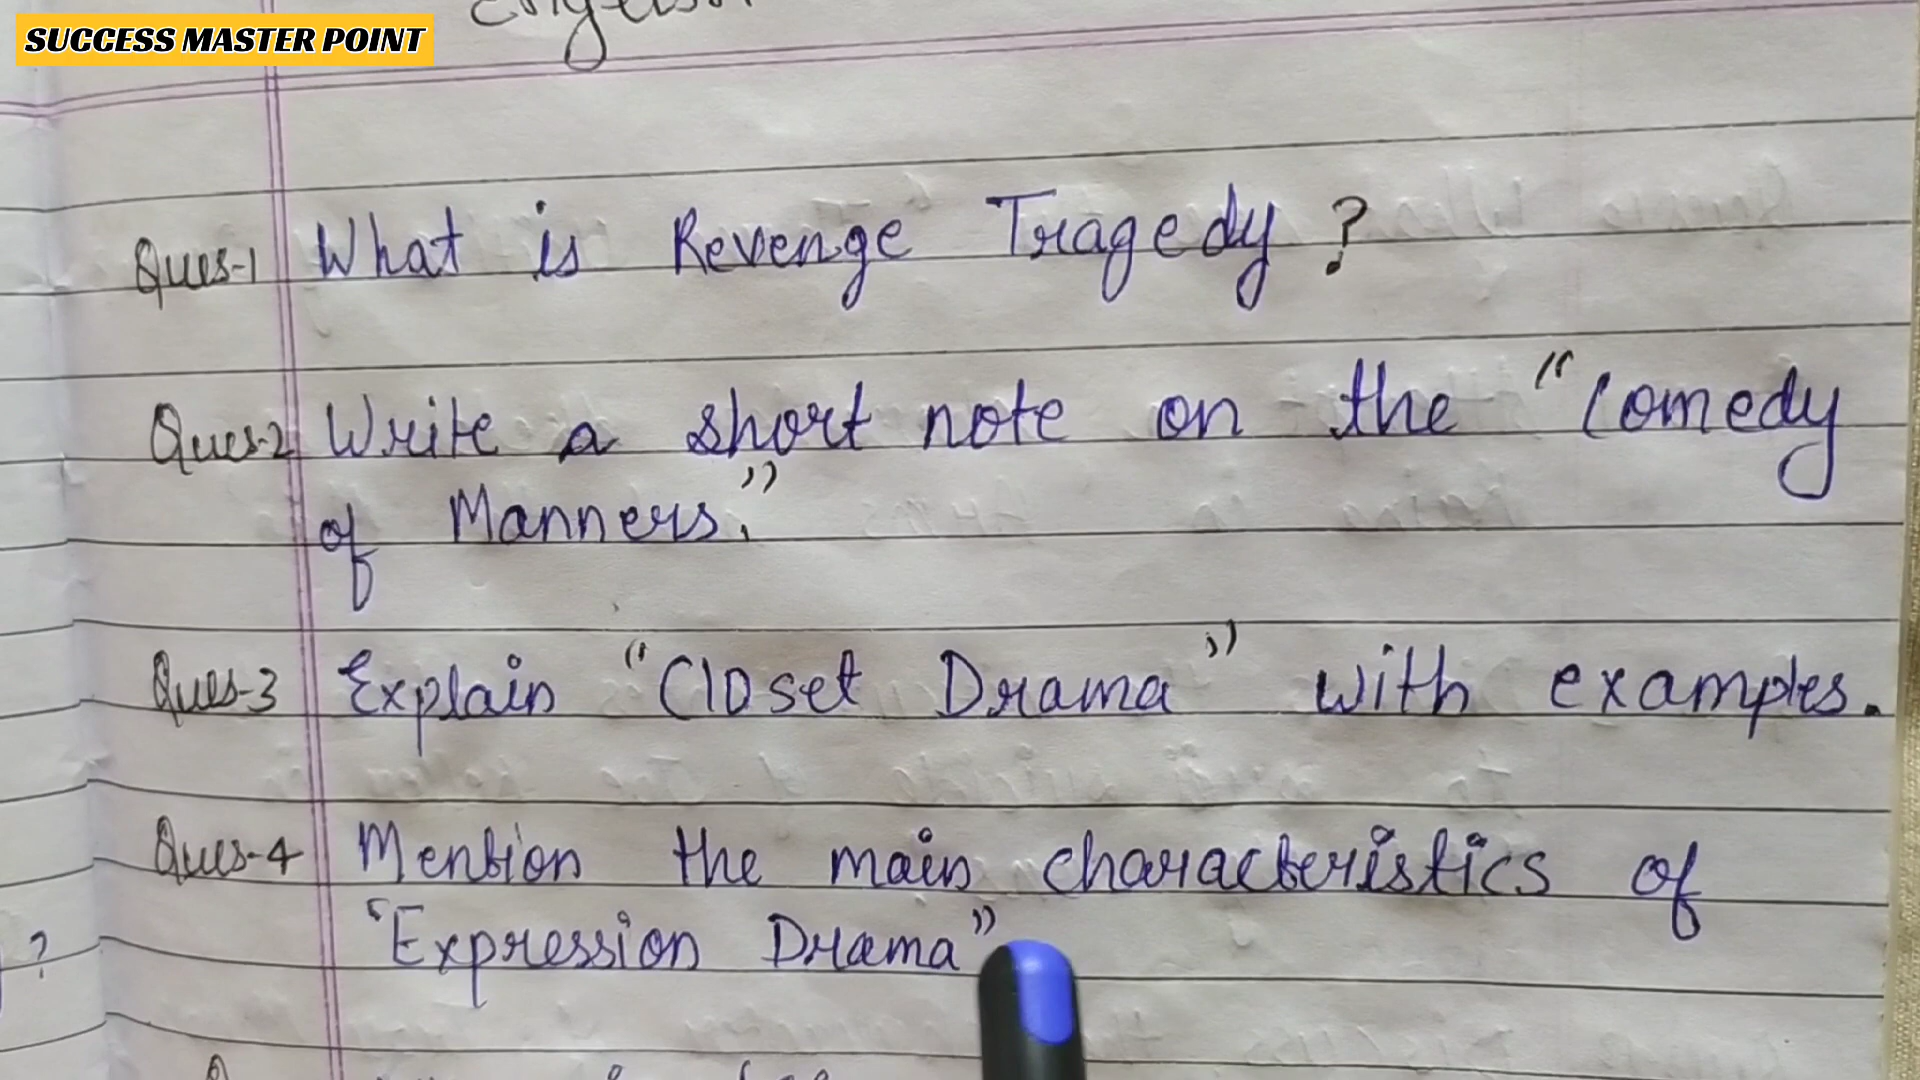 SUCCESS MASTER POINT
English
Ques-1 What is Revenge Tragedy ?
Ques-2 Write a short note on the "Comedy
of Manners."
Ques-3 Explain "Closet Drama" with examples.
Ques-4 Mention the main characteristics of
"Expression Drama"
?